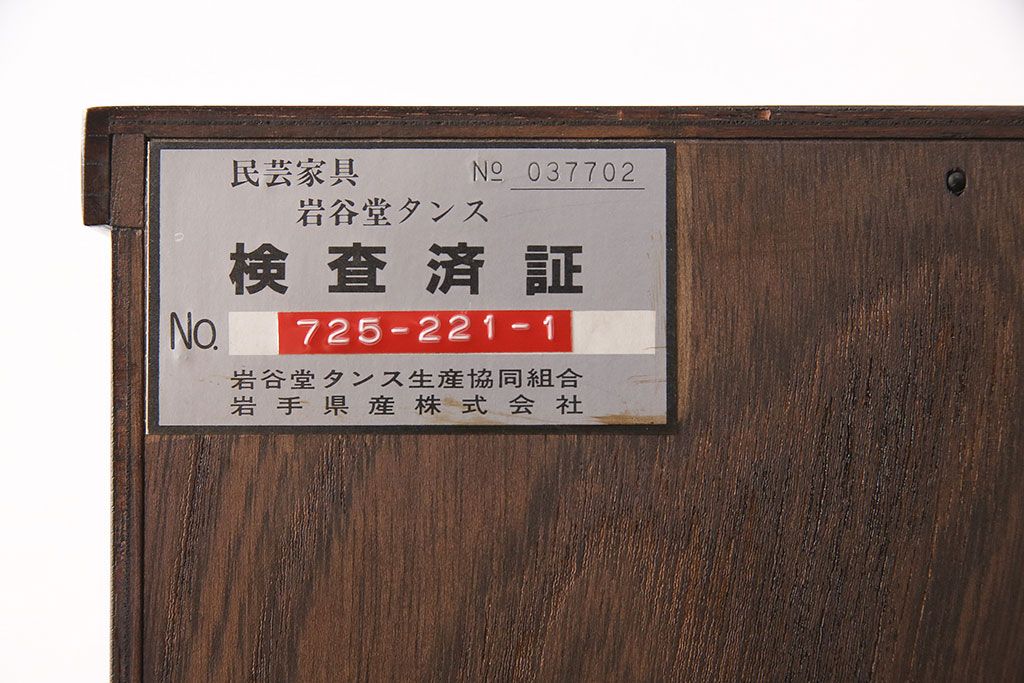 民芸家具 Nº 037702
岩谷堂タンス
検査済証
No. 725-221-1
岩谷堂タンス生産協同組合
岩手県産株式会社